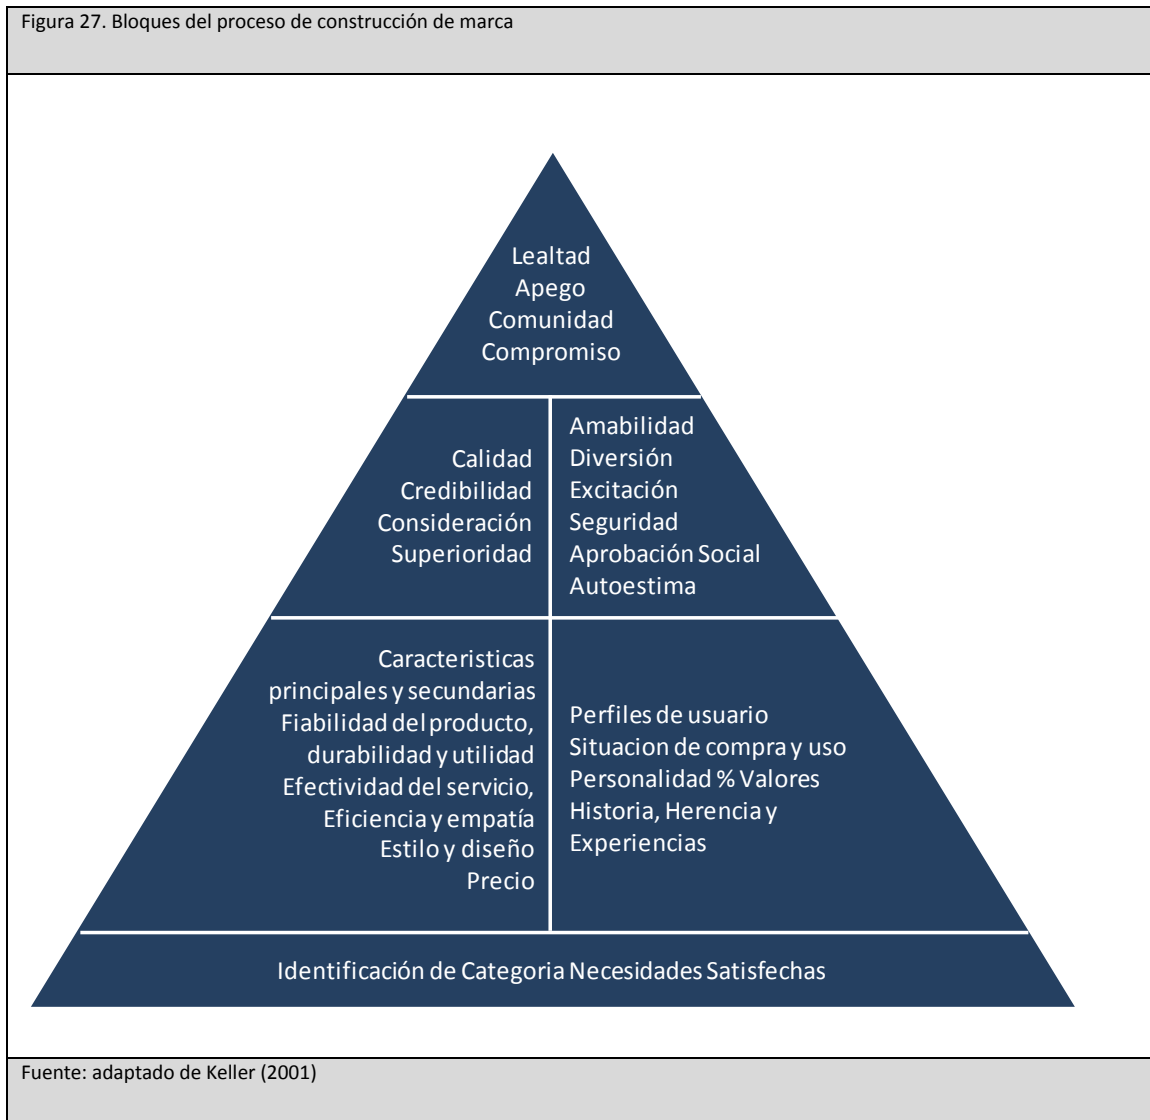 Figura 27. Bloques del proceso de construcción de marca
Lealtad
Apego
Comunidad
Compromiso
Calidad
Credibilidad
Consideración
Superioridad
Amabilidad
Diversión
Excitación
Seguridad
Aprobación Social
Autoestima
Caracteristicas
principales y secundarias
Fiabilidad del producto,
durabilidad y utilidad
Efectividad del servicio,
Eficiencia y empatía
Estilo y diseño
Precio
Perfiles de usuario
Situacion de compra y uso
Personalidad % Valores
Historia, Herencia y
Experiencias
Identificación de Categoria Necesidades Satisfechas
Fuente: adaptado de Keller (2001)